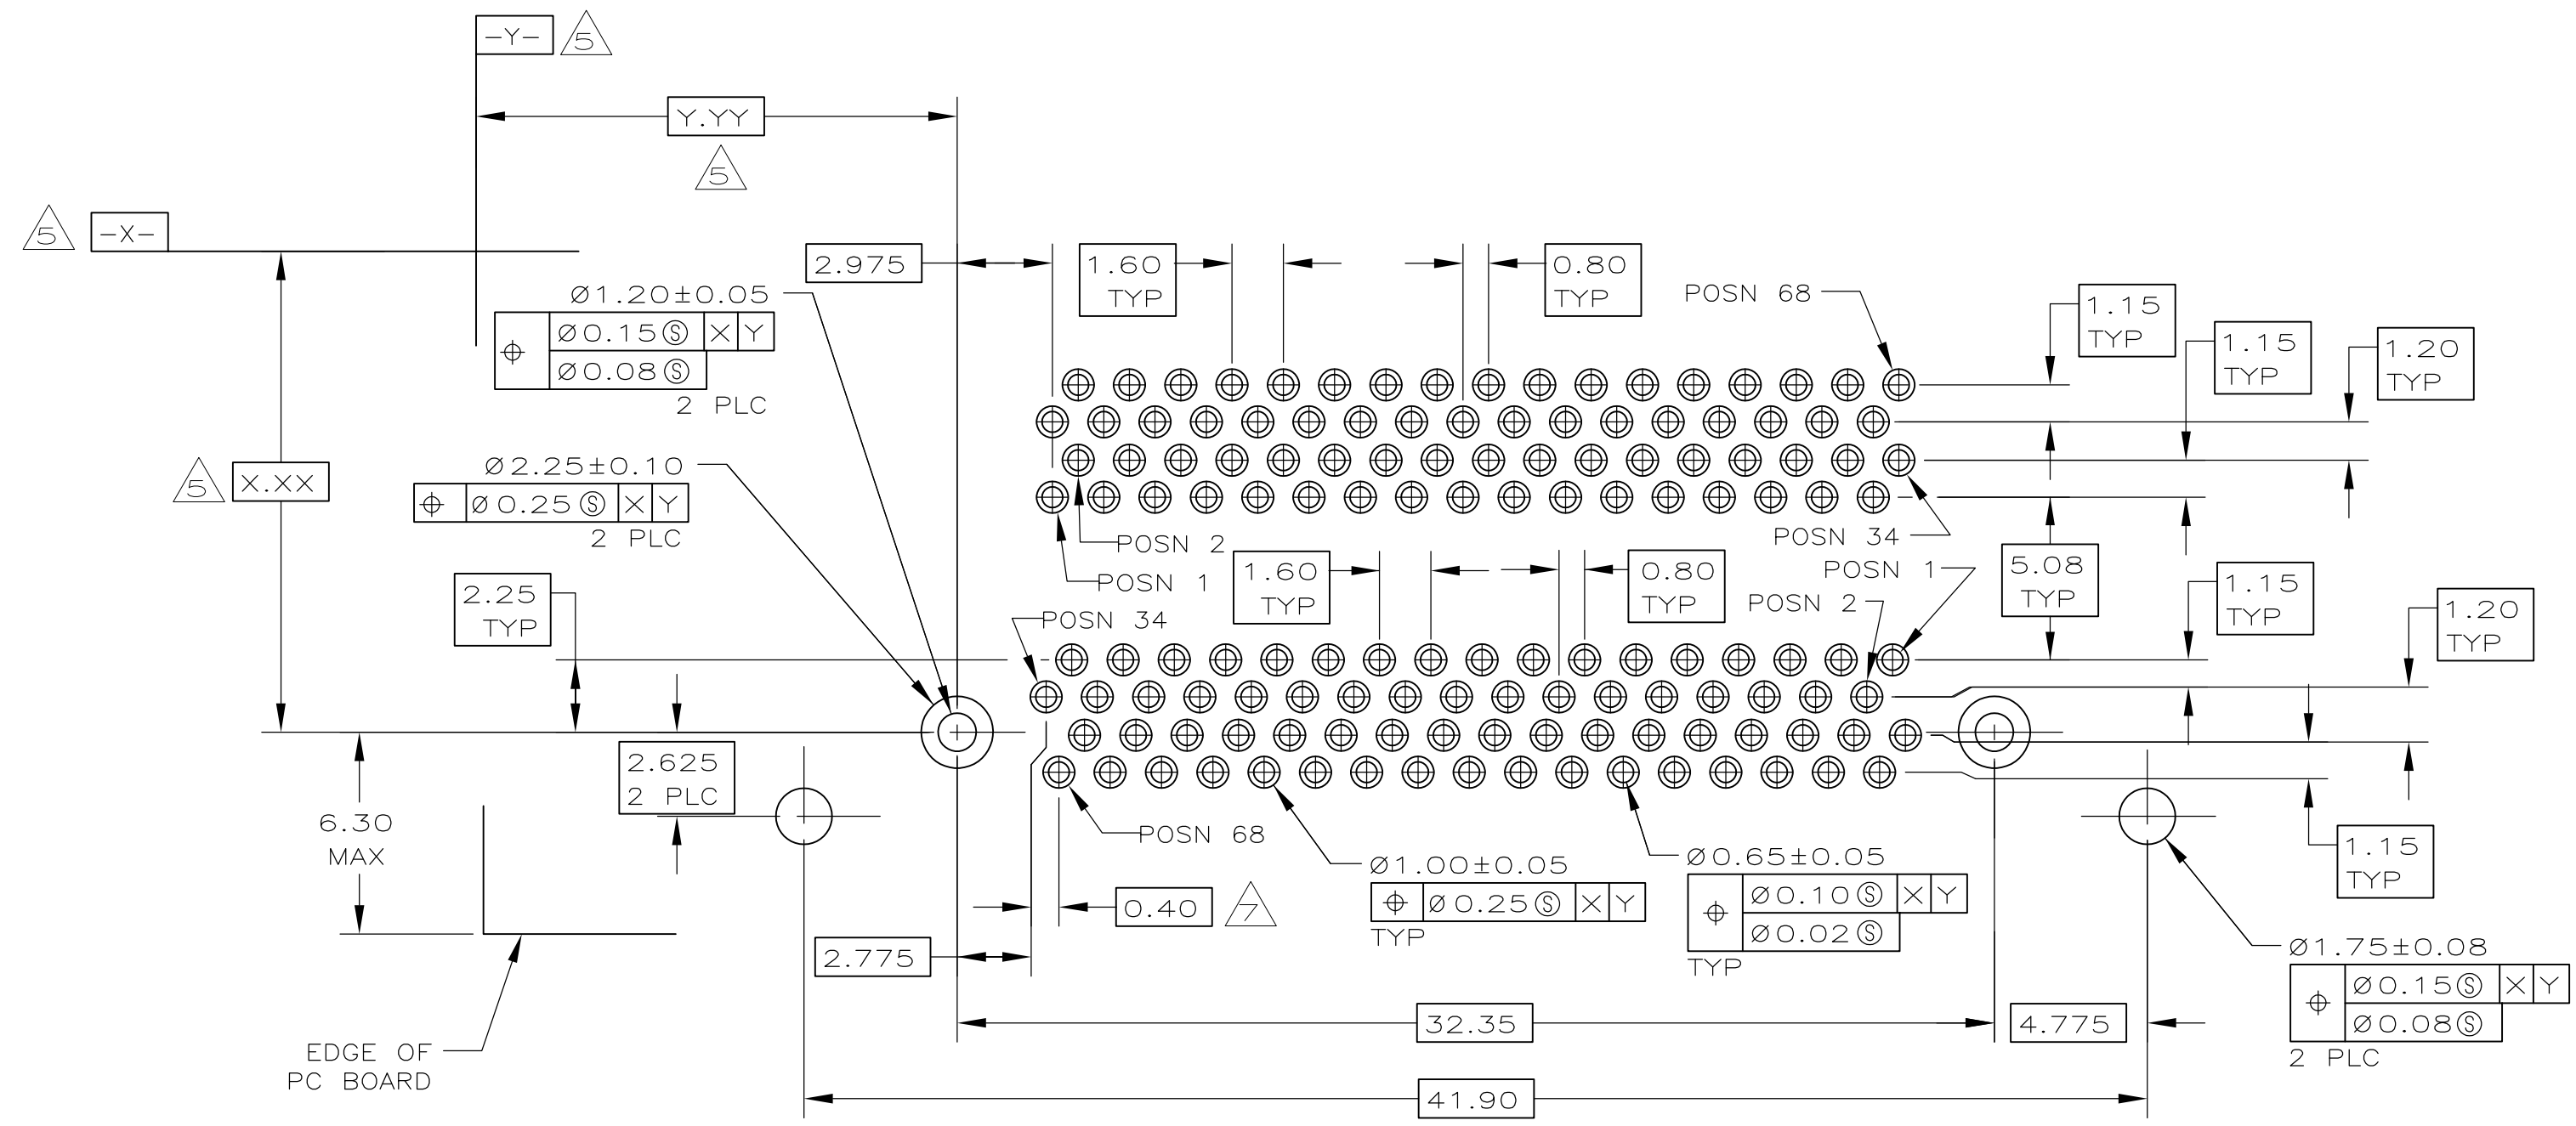 -Y-
5
Y.YY
5
5
-X-
2.975
1.60
TYP
0.80
TYP
POSN 68
1.15
TYP
1.15
TYP
1.20
TYP
Ø1.20±0.05
Ø0.15Ⓢ X Y
Ø0.08Ⓢ
2 PLC
5
X.XX
Ø2.25±0.10
Ø0.25Ⓢ X Y
2 PLC
POSN 2
POSN 34
POSN 1
5.08
TYP
2.25
TYP
1.60
TYP
0.80
TYP
POSN 1
POSN 2
POSN 34
1.15
TYP
1.20
TYP
2.625
2 PLC
6.30
MAX
POSN 68
Ø1.00±0.05
Ø0.25Ⓢ X Y
TYP
Ø0.65±0.05
Ø0.10Ⓢ X Y
Ø0.02Ⓢ
TYP
1.15
TYP
0.40
7
2.775
Ø1.75±0.08
Ø0.15Ⓢ X Y
Ø0.08Ⓢ
2 PLC
32.35
4.775
EDGE OF
PC BOARD
41.90